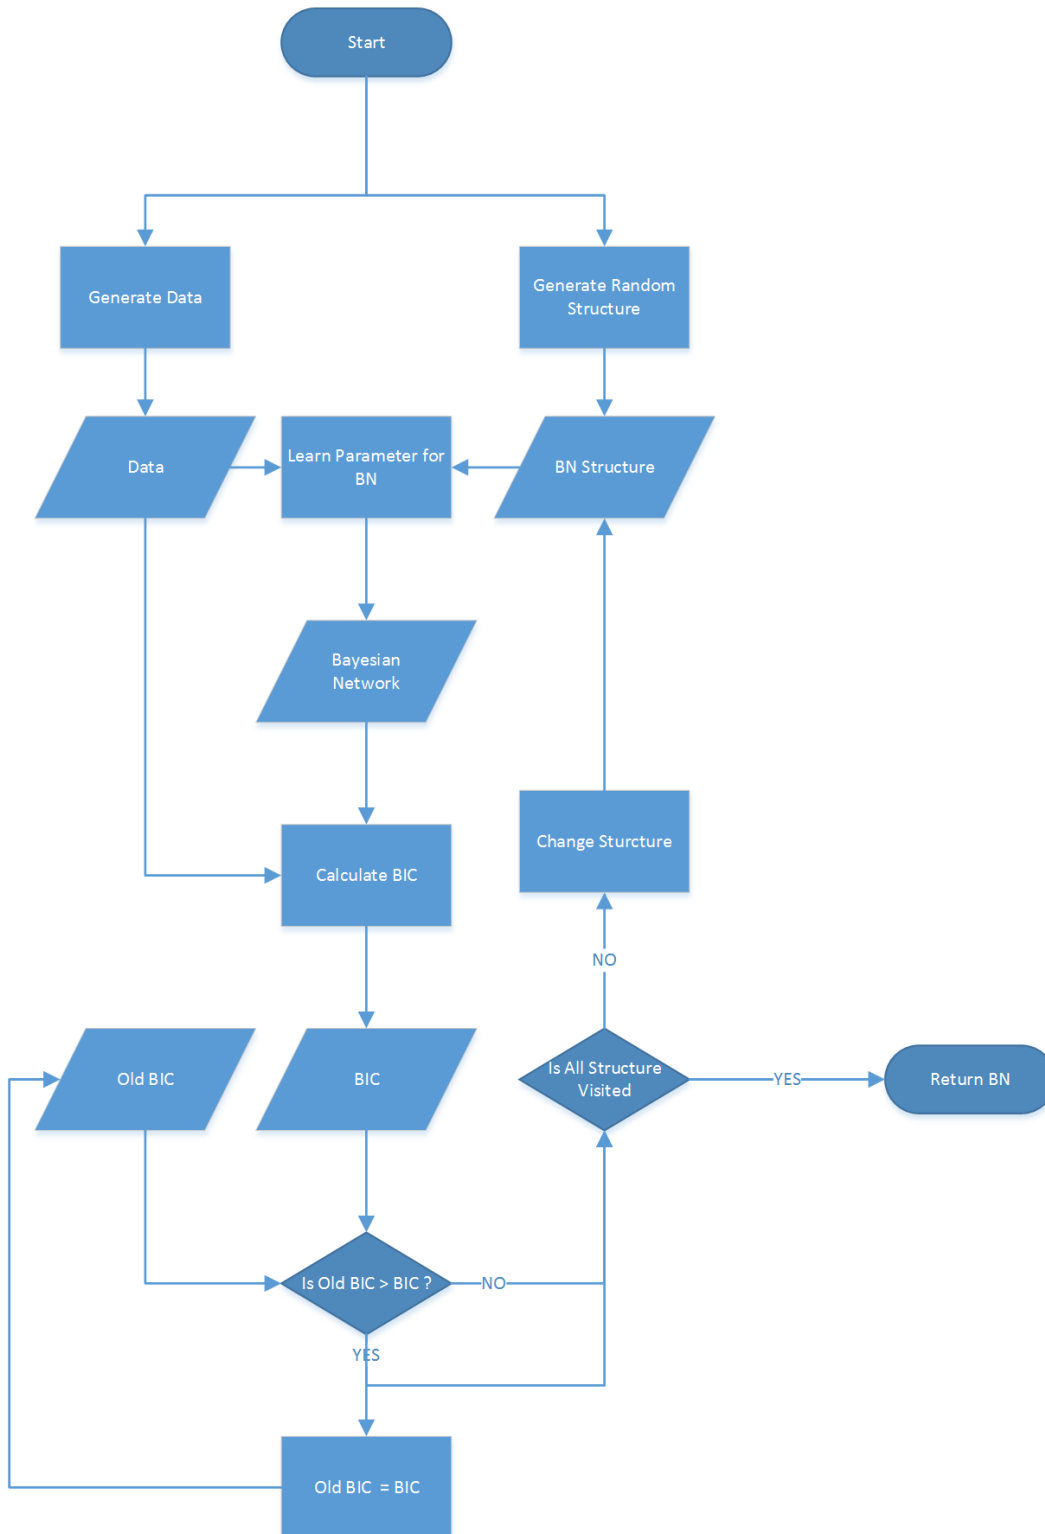 Start
Generate Data
Generate Random
Structure
Data
Learn Parameter for
BN
BN Structure
Bayesian
Network
Change Sturcture
Calculate BIC
NO
Old BIC
BIC
Is All Structure
Visited
YES
Return BN
Is Old BIC > BIC ?
NO
YES
Old BIC = BIC